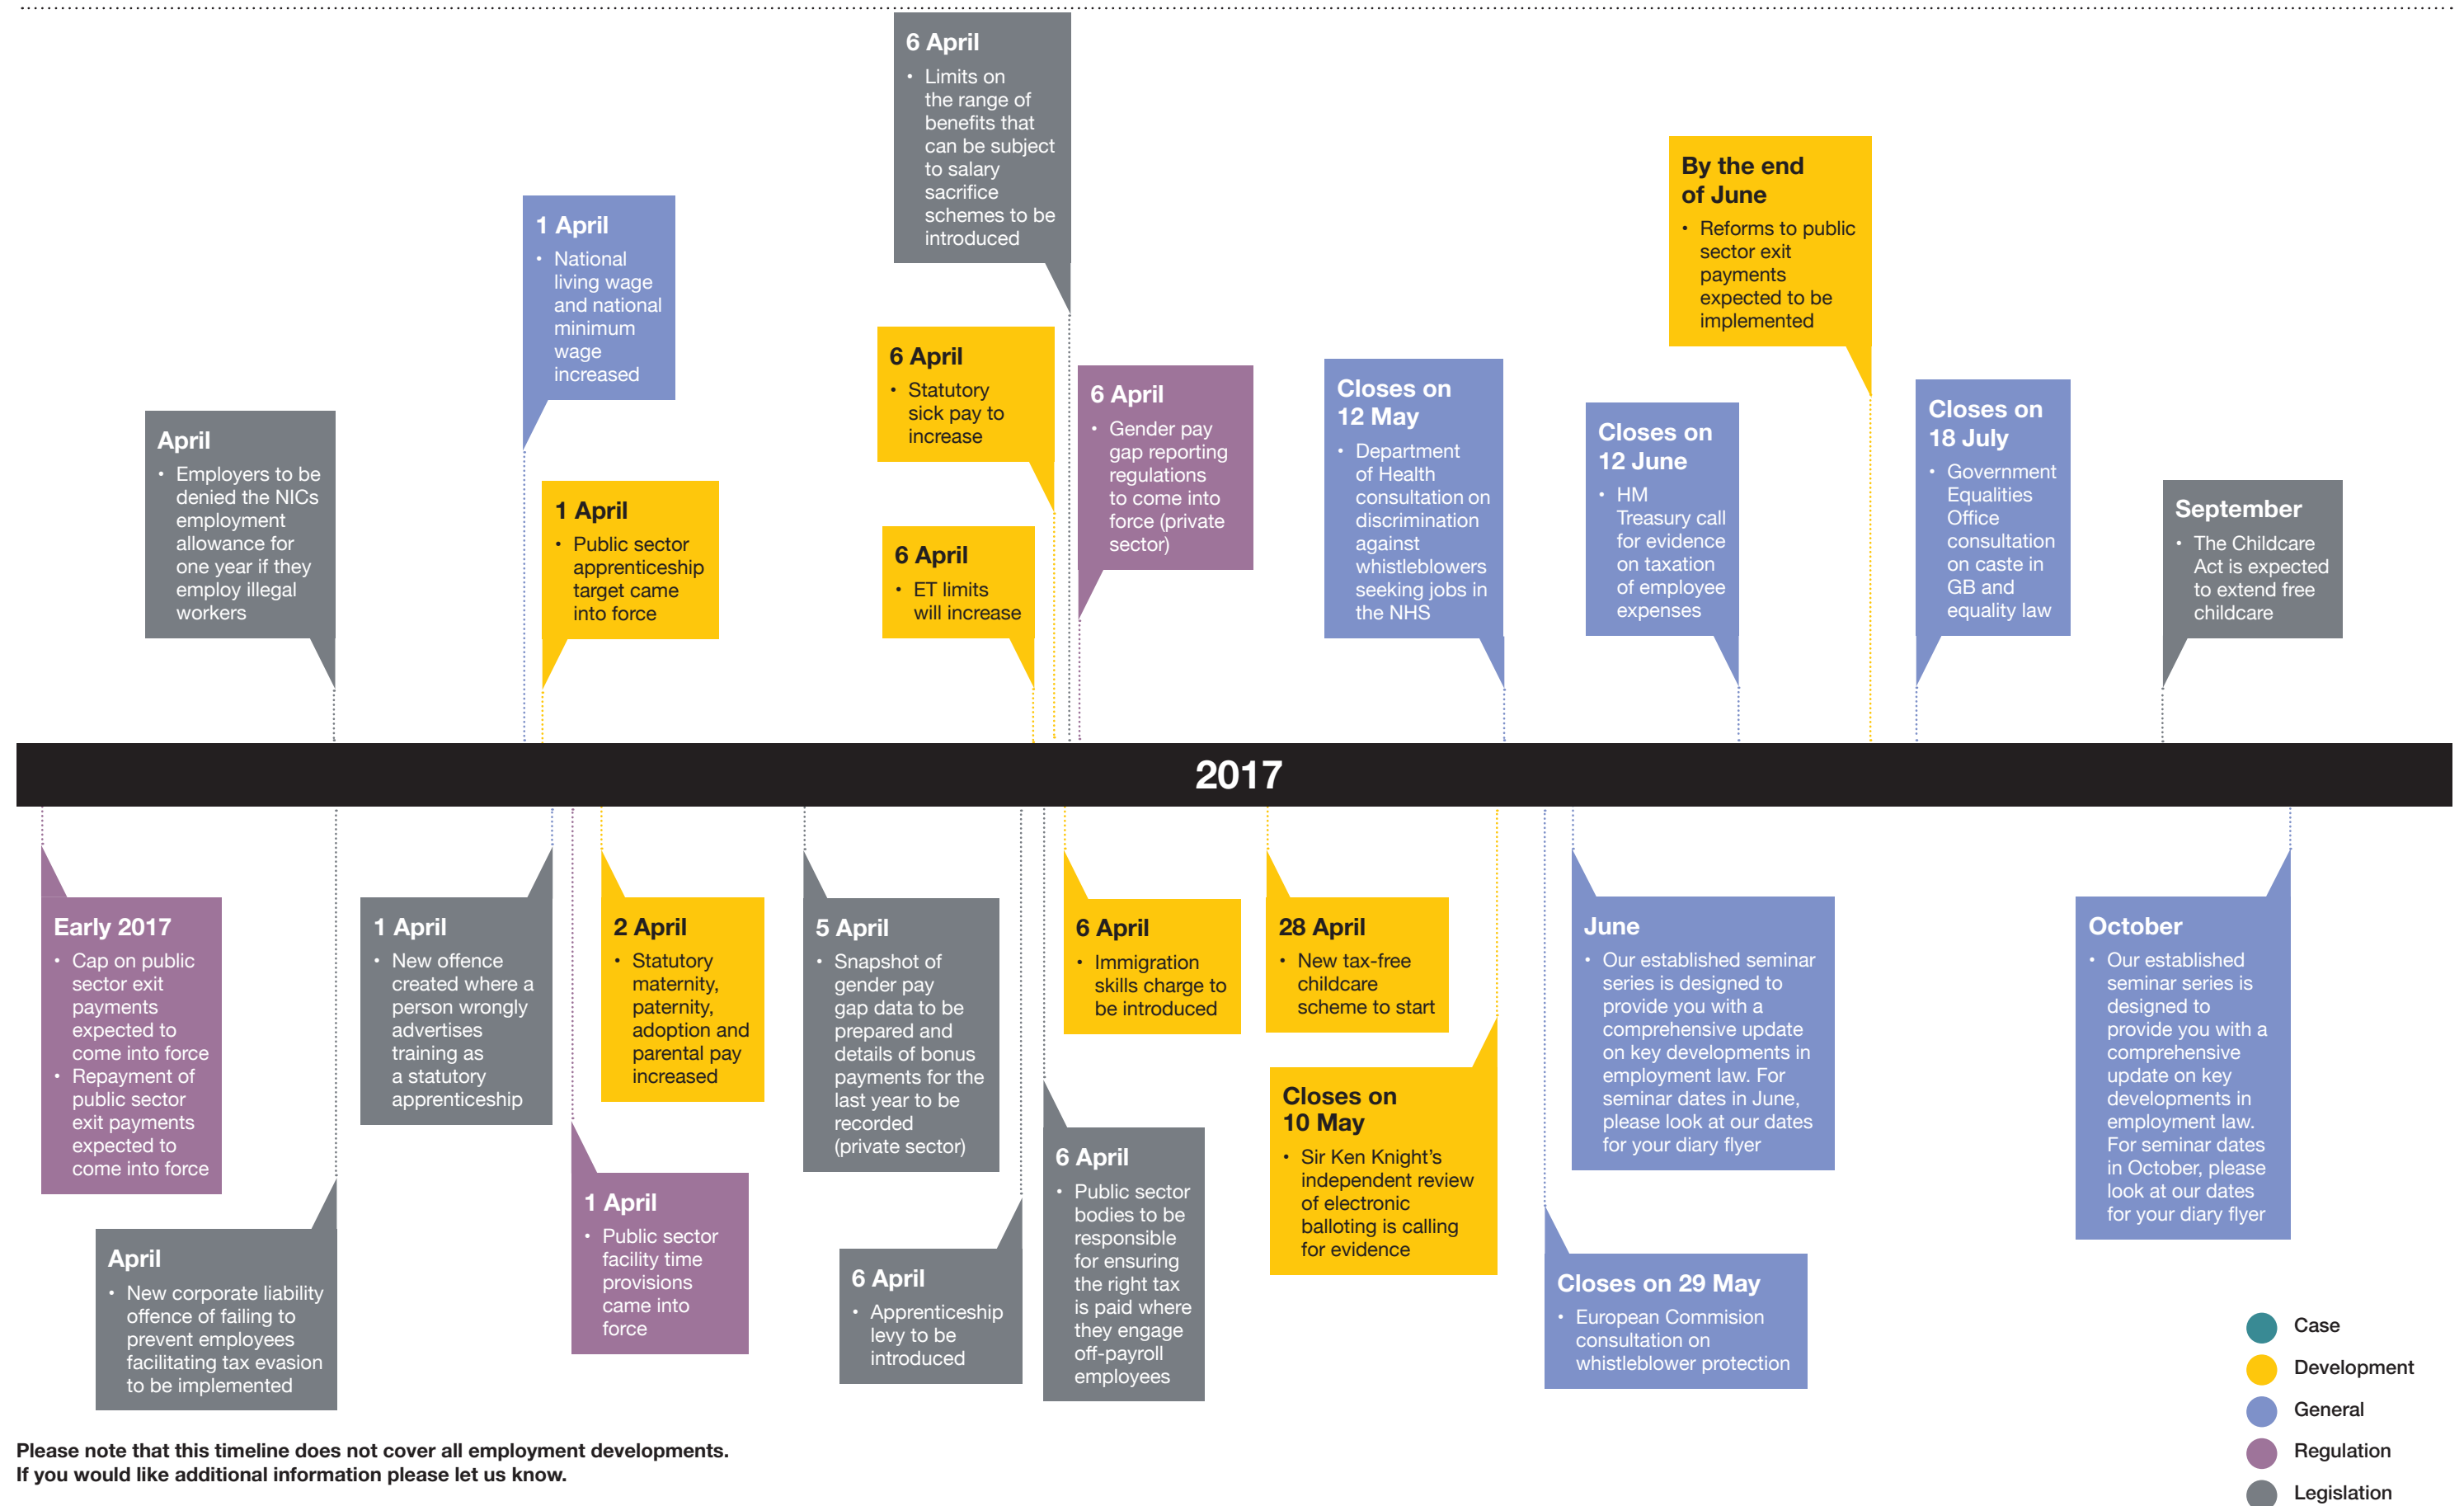 6 April
• Limits on
the range of
benefits that
can be subject
to salary
sacrifice
schemes to be
introduced
By the end
of June
• Reforms to public
sector exit
payments
expected to be
implemented
1 April
• National
living wage
and national
minimum
wage
increased
6 April
• Statutory
sick pay to
increase
6 April
• Gender pay
gap reporting
regulations
to come into
force (private
sector)
Closes on
12 May
• Department
of Health
consultation on
discrimination
against
whistleblowers
seeking jobs in
the NHS
Closes on
12 June
• HM
Treasury call
for evidence
on taxation
of employee
expenses
Closes on
18 July
• Government
Equalities
Office
consultation
on caste in
GB and
equality law
April
• Employers to be
denied the NICs
employment
allowance for
one year if they
employ illegal
workers
1 April
• Public sector
apprenticeship
target came
into force
6 April
• ET limits
will increase
September
• The Childcare
Act is expected
to extend free
childcare
2017
Early 2017
• Cap on public
sector exit
payments
expected to
come into force
• Repayment of
public sector
exit payments
expected to
come into force
1 April
• New offence
created where a
person wrongly
advertises
training as
a statutory
apprenticeship
2 April
• Statutory
maternity,
paternity,
adoption and
parental pay
increased
5 April
• Snapshot of
gender pay
gap data to be
prepared and
details of bonus
payments for the
last year to be
recorded
(private sector)
6 April
• Immigration
skills charge to
be introduced
28 April
• New tax-free
childcare
scheme to start
June
• Our established seminar
series is designed to
provide you with a
comprehensive update
on key developments in
employment law. For
seminar dates in June,
please look at our dates
for your diary flyer
October
• Our established
seminar series is
designed to
provide you with a
comprehensive
update on key
developments in
employment law.
For seminar dates
in October, please
look at our dates
for your diary flyer
Closes on
10 May
• Sir Ken Knight's
independent review
of electronic
balloting is calling
for evidence
6 April
• Public sector
bodies to be
responsible
for ensuring
the right tax
is paid where
they engage
off-payroll
employees
1 April
• Public sector
facility time
provisions
came into
force
April
• New corporate liability
offence of failing to
prevent employees
facilitating tax evasion
to be implemented
6 April
• Apprenticeship
levy to be
introduced
Closes on 29 May
• European Commision
consultation on
whistleblower protection
Case
Development
General
Regulation
Legislation
Please note that this timeline does not cover all employment developments.
If you would like additional information please let us know.